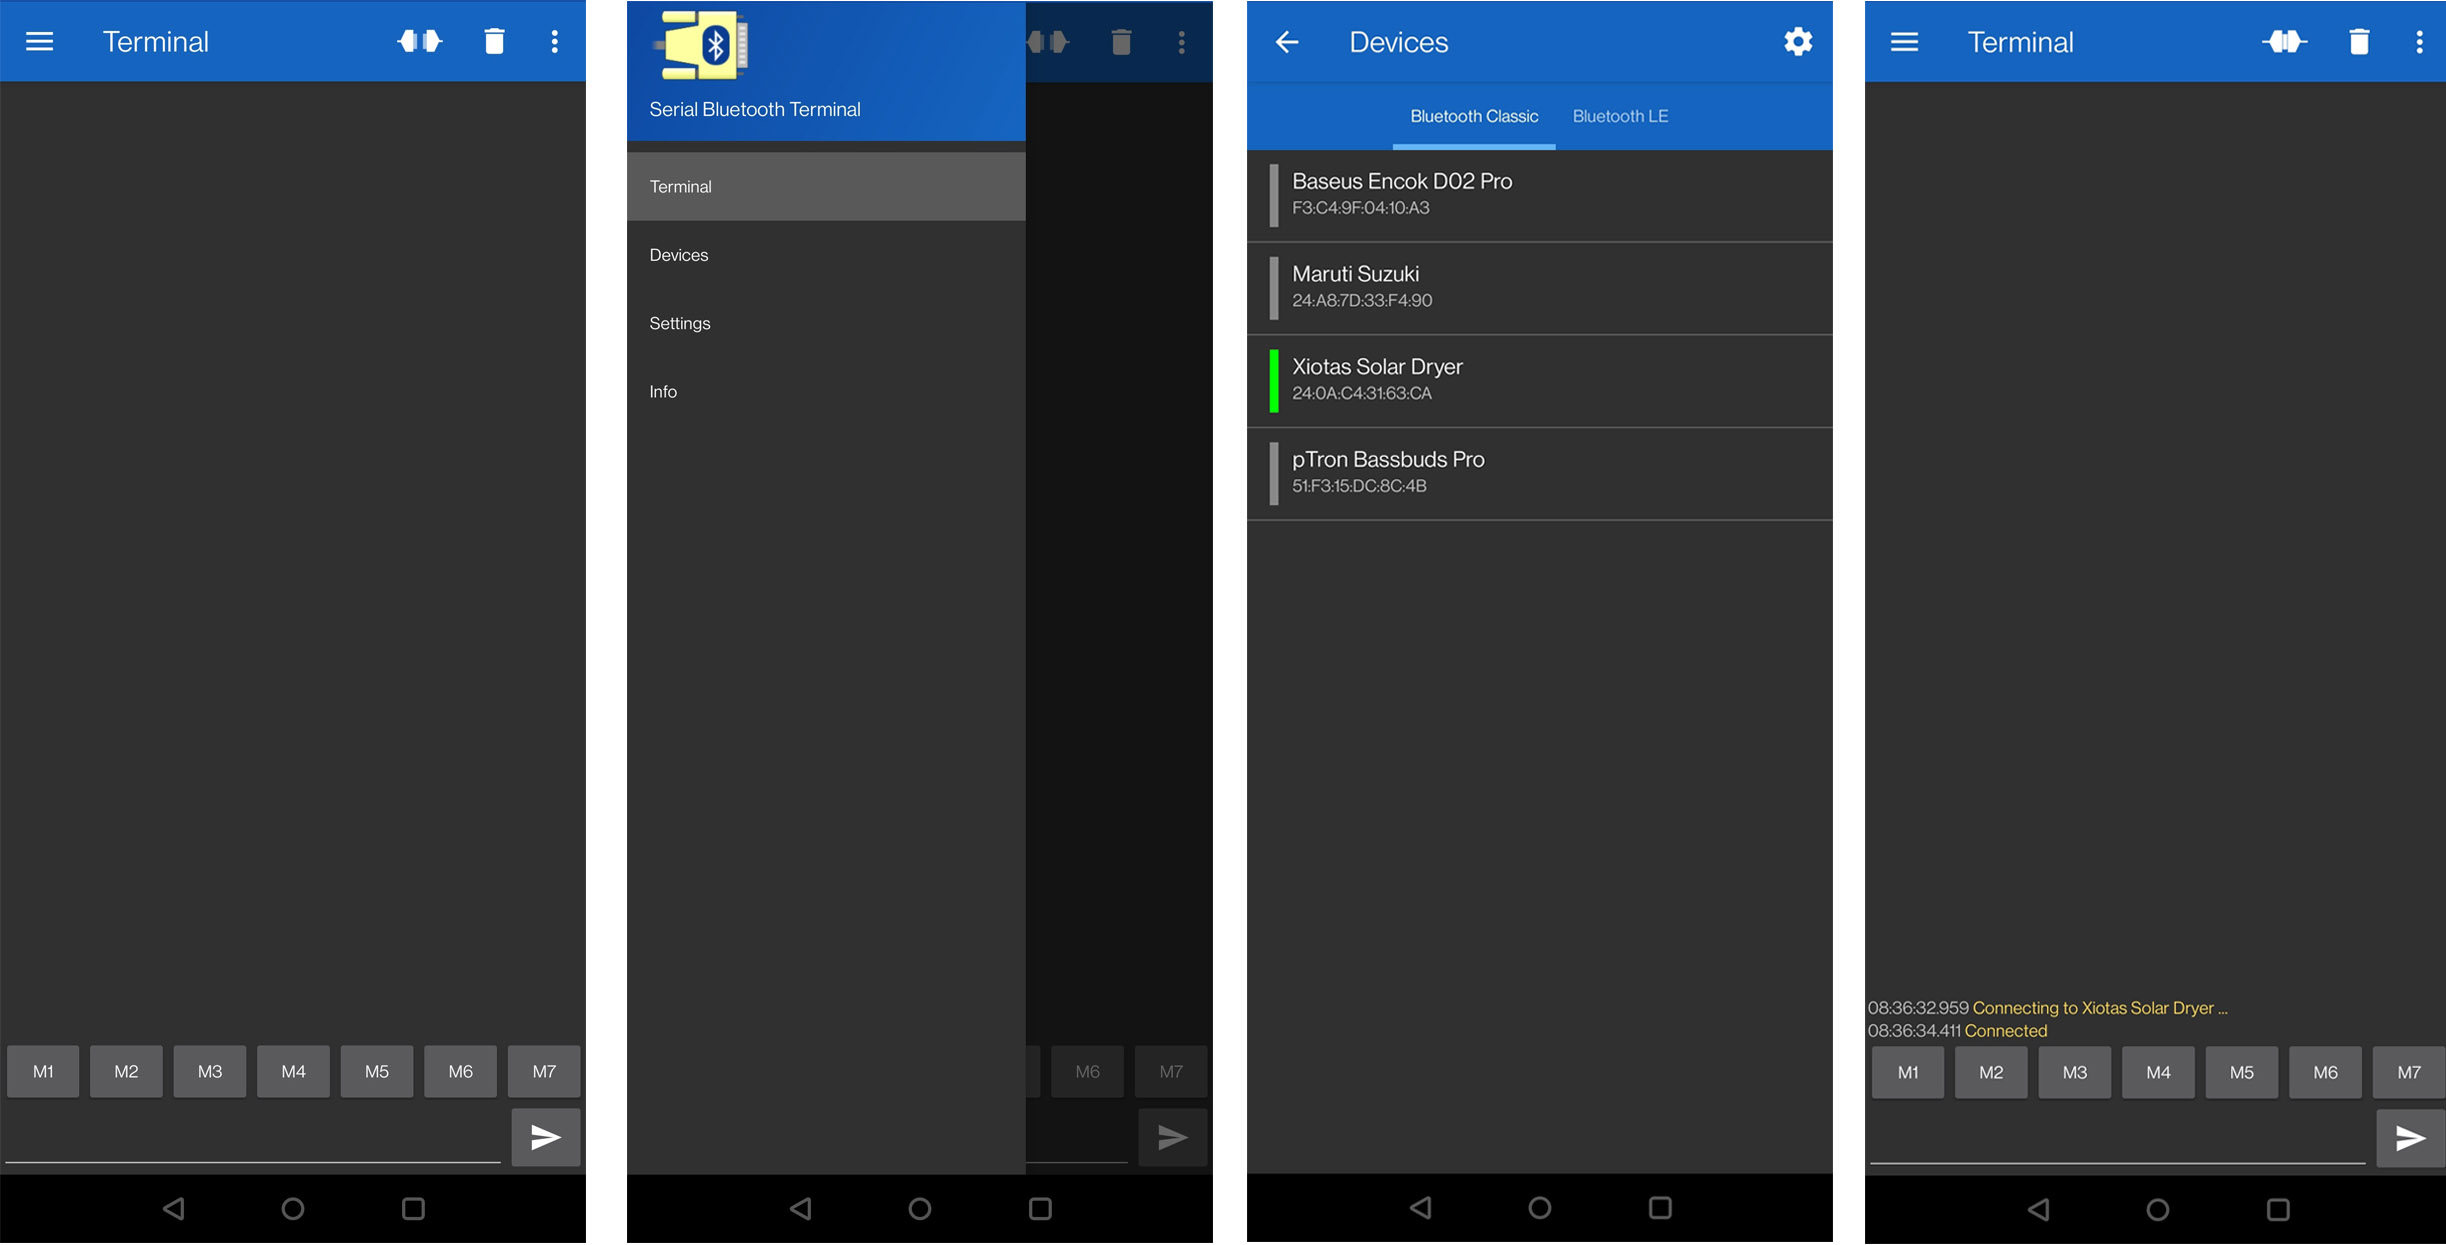 Terminal
M1 M2 M3 M4 M5 M6 M7
Serial Bluetooth Terminal
Terminal
Devices
Settings
Info
M6 M7
Devices
Bluetooth Classic Bluetooth LE
Baseus Encok D02 Pro
F3:C4:9F:04:10:A3
Maruti Suzuki
24:A8:7D:33:F4:90
Xiotas Solar Dryer
24:0A:C4:31:63:CA
pTron Bassbuds Pro
51:F3:15:DC:8C:4B
Terminal
08:36:32.959 Connecting to Xiotas Solar Dryer ...
08:36:34.411 Connected
M1 M2 M3 M4 M5 M6 M7